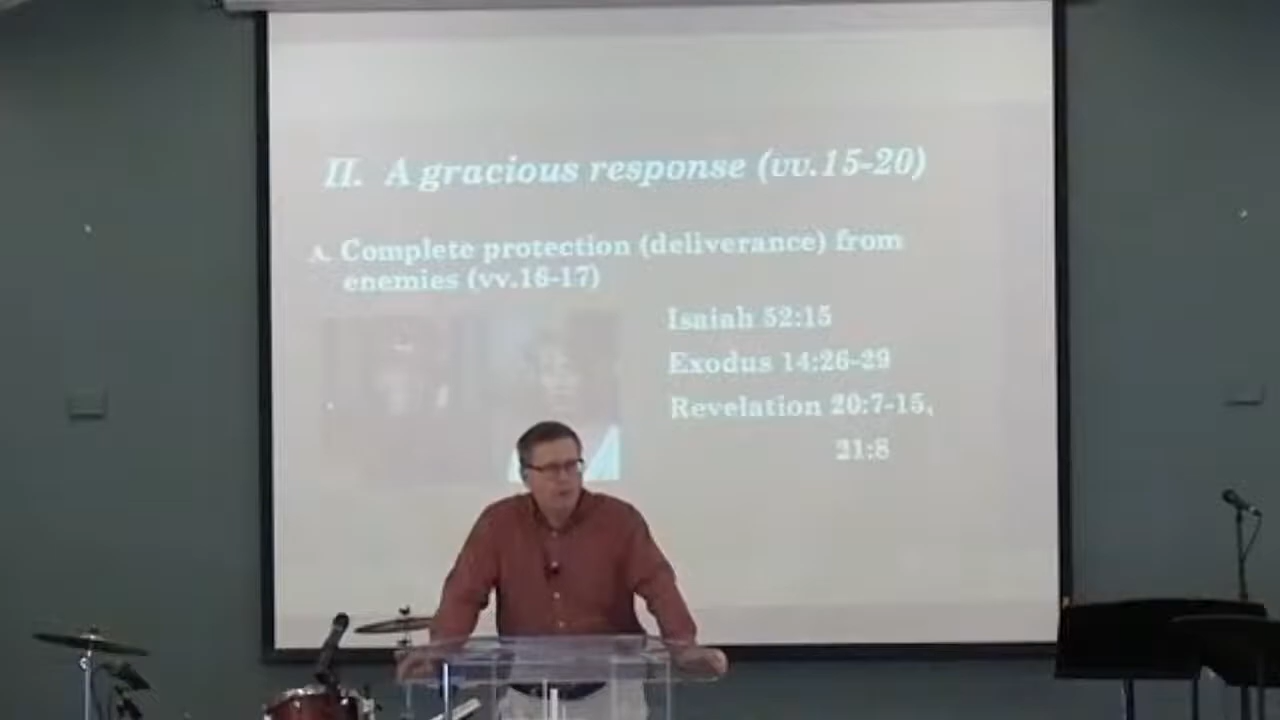 II. A gracious response (vv.15-20)
A. Complete protection (deliverance) from
enemies (vv.16-17)
Isaiah 52:15
Exodus 14:26-29
Revelation 20:7-15,
21:8